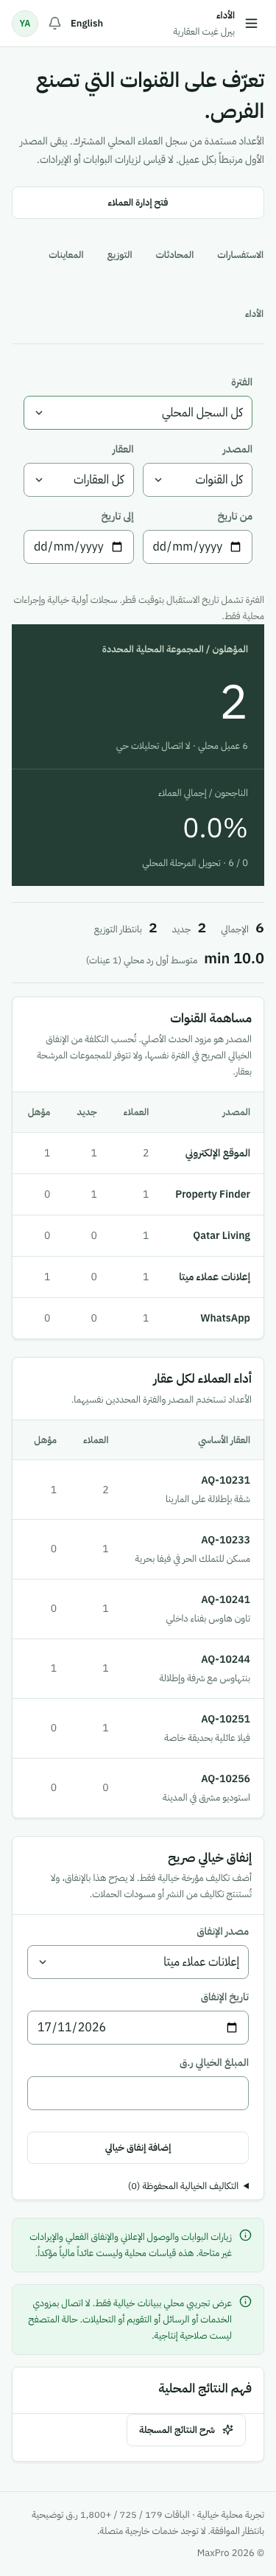 الأداء
بيرل غيت العقارية
English
YA
تعرّف على القنوات التي تصنع
الفرص.
الأعداد مستمدة من سجل العملاء المحلي المشترك. يبقى المصدر
الأول مرتبطاً بكل عميل. لا قياس لزيارات البوابات أو الإيرادات.
فتح إدارة العملاء
الاستفسارات
المحادثات
التوزيع
المعاينات
الأداء
الفترة
كل السجل المحلي
المصدر
العقار
كل القنوات
كل العقارات
من تاريخ
إلى تاريخ
dd/mm/yyyy
dd/mm/yyyy
الفترة تشمل تاريخ الاستقبال بتوقيت قطر. سجلات أولية خيالية وإجراءات
محلية فقط.
المؤهلون / المجموعة المحلية المحددة
2
6 عميل محلي · لا اتصال تحليلات حي
الناجحون / إجمالي العملاء
0.0%
0 / 6 · تحويل المرحلة المحلي
6 الإجمالي
2 جديد
2 بانتظار التوزيع
10.0 min متوسط أول رد محلي (1 عينات)
مساهمة القنوات
المصدر هو مزود الحدث الأصلي. تُحسب التكلفة من الإنفاق
الخيالي الصريح في الفترة نفسها، ولا تتوفر للمجموعات المرشحة
بعقار.
المصدر العملاء جديد مؤهل
الموقع الإلكتروني 2 1 1
Property Finder 1 1 0
Qatar Living 1 0 0
إعلانات عملاء ميتا 1 0 1
WhatsApp 1 0 0
أداء العملاء لكل عقار
الأعداد تستخدم المصدر والفترة المحددين نفسيهما.
العقار الأساسي العملاء مؤهل
AQ-10231
شقة بإطلالة على المارينا
2 1
AQ-10233
مسكن للتملك الحر في فيفا بحرية
1 0
AQ-10241
تاون هاوس بفناء داخلي
1 0
AQ-10244
بنتهاوس مع شرفة وإطلالة
1 1
AQ-10251
فيلا عائلية بحديقة خاصة
1 0
AQ-10256
استوديو مشرق في المدينة
0 0
إنفاق خيالي صريح
أضف تكاليف مؤرخة خيالية فقط. لا يصرّح هذا بالإنفاق، ولا
تُستنتج تكاليف من النشر أو مسودات الحملات.
مصدر الإنفاق
إعلانات عملاء ميتا
تاريخ الإنفاق
17/11/2026
المبلغ الخيالي ر.ق
إضافة إنفاق خيالي
التكاليف الخيالية المحفوظة (0)
زيارات البوابات والوصول الإعلاني والإنفاق الفعلي والإيرادات
غير متاحة. هذه قياسات محلية وليست عائداً مالياً مؤكداً.
عرض تجريبي محلي ببيانات خيالية فقط. لا اتصال بمزودي
الخدمات أو الرسائل أو التقويم أو التحليلات. حالة المتصفح
ليست صلاحية إنتاجية.
فهم النتائج المحلية
شرح النتائج المسجلة
تجربة محلية خيالية · الباقات 179 / 725 / +1,800 ر.ق توضيحية
بانتظار الموافقة. لا توجد خدمات خارجية متصلة.
© 2026 MaxPro